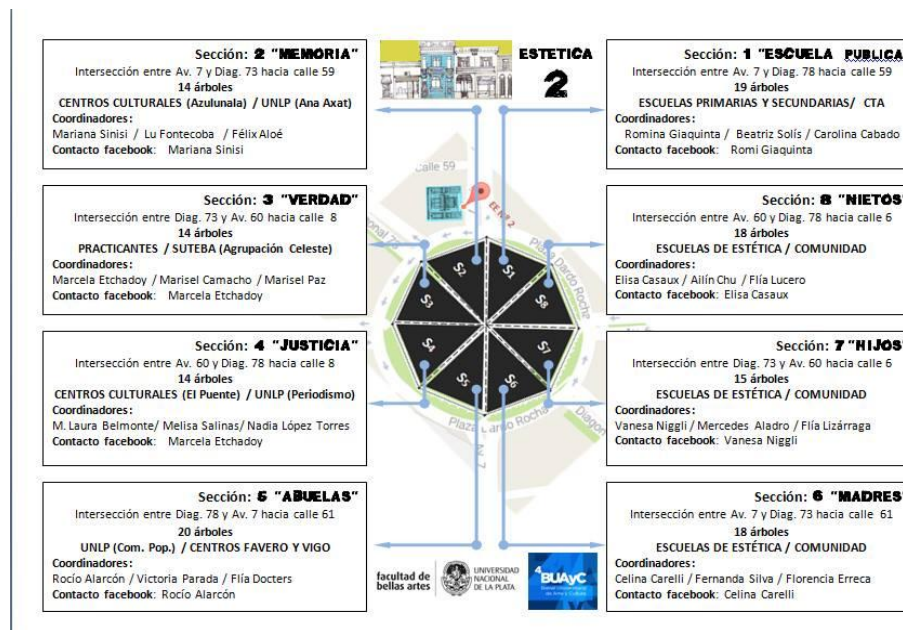 Sección: 2 "MEMORIA"
Intersección entre Av. 7 y Diag. 73 hacia calle 59
14 árboles
CENTROS CULTURALES (Azulunala) / UNLP (Ana Axat)
Coordinadores:
Mariana Sinisi / Lu Fontecoba / Félix Aloé
Contacto facebook: Mariana Sinisi
ESTETICA
2
Sección: 1 "ESCUELA PUBLICA
Intersección entre Av. 7 y Diag. 78 hacia calle 59
19 árboles
ESCUELAS PRIMARIAS Y SECUNDARIAS/ CTA
Coordinadores:
Romina Giaquinta / Beatriz Solís / Carolina Cabado
Contacto facebook: Romi Giaquinta
Sección: 3 "VERDAD"
Intersección entre Diag. 73 y Av. 60 hacia calle 8
14 árboles
PRACTICANTES / SUTEBA (Agrupación Celeste)
Coordinadores:
Marcela Etchadoy / Marisel Camacho / Marisel Paz
Contacto facebook: Marcela Etchadoy
Sección: 8 "NIETOS"
Intersección entre Av. 60 y Diag. 78 hacia calle 6
18 árboles
ESCUELAS DE ESTÉTICA / COMUNIDAD
Coordinadores:
Elisa Casaux / Ailín Chu / Flía Lucero
Contacto facebook: Elisa Casaux
Sección: 4 "JUSTICIA"
Intersección entre Av. 60 y Diag. 78 hacia calle 8
14 árboles
CENTROS CULTURALES (El Puente) / UNLP (Periodismo)
Coordinadores:
M. Laura Belmonte/ Melisa Salinas/ Nadia López Torres
Contacto facebook: Marcela Etchadoy
Sección: 7 "HIJOS"
Intersección entre Diag. 73 y Av. 60 hacia calle 6
15 árboles
ESCUELAS DE ESTÉTICA / COMUNIDAD
Coordinadores:
Vanesa Niggli / Mercedes Aladro / Flía Lizárraga
Contacto facebook: Vanesa Niggli
Sección: 5 "ABUELAS"
Intersección entre Diag. 78 y Av. 7 hacia calle 61
20 árboles
UNLP (Com. Pop.) / CENTROS FAVERO Y VIGO
Coordinadores:
Rocío Alarcón / Victoria Parada / Flía Docters
Contacto facebook: Rocío Alarcón
Sección: 6 "MADRES"
Intersección entre Av. 7 y Diag. 73 hacia calle 61
18 árboles
ESCUELAS DE ESTÉTICA / COMUNIDAD
Coordinadores:
Celina Carelli / Fernanda Silva / Florencia Erreca
Contacto facebook: Celina Carelli
calle 59
EE N° 2
Plaza Dardo Rocha
S2
S1
S3
S8
S4
S7
S5
S6
Plaza Dardo Rocha
Diagon
Av. 7
facultad de
bellas artes
UNIVERSIDAD
NACIONAL
DE LA PLATA
4
BUAyC